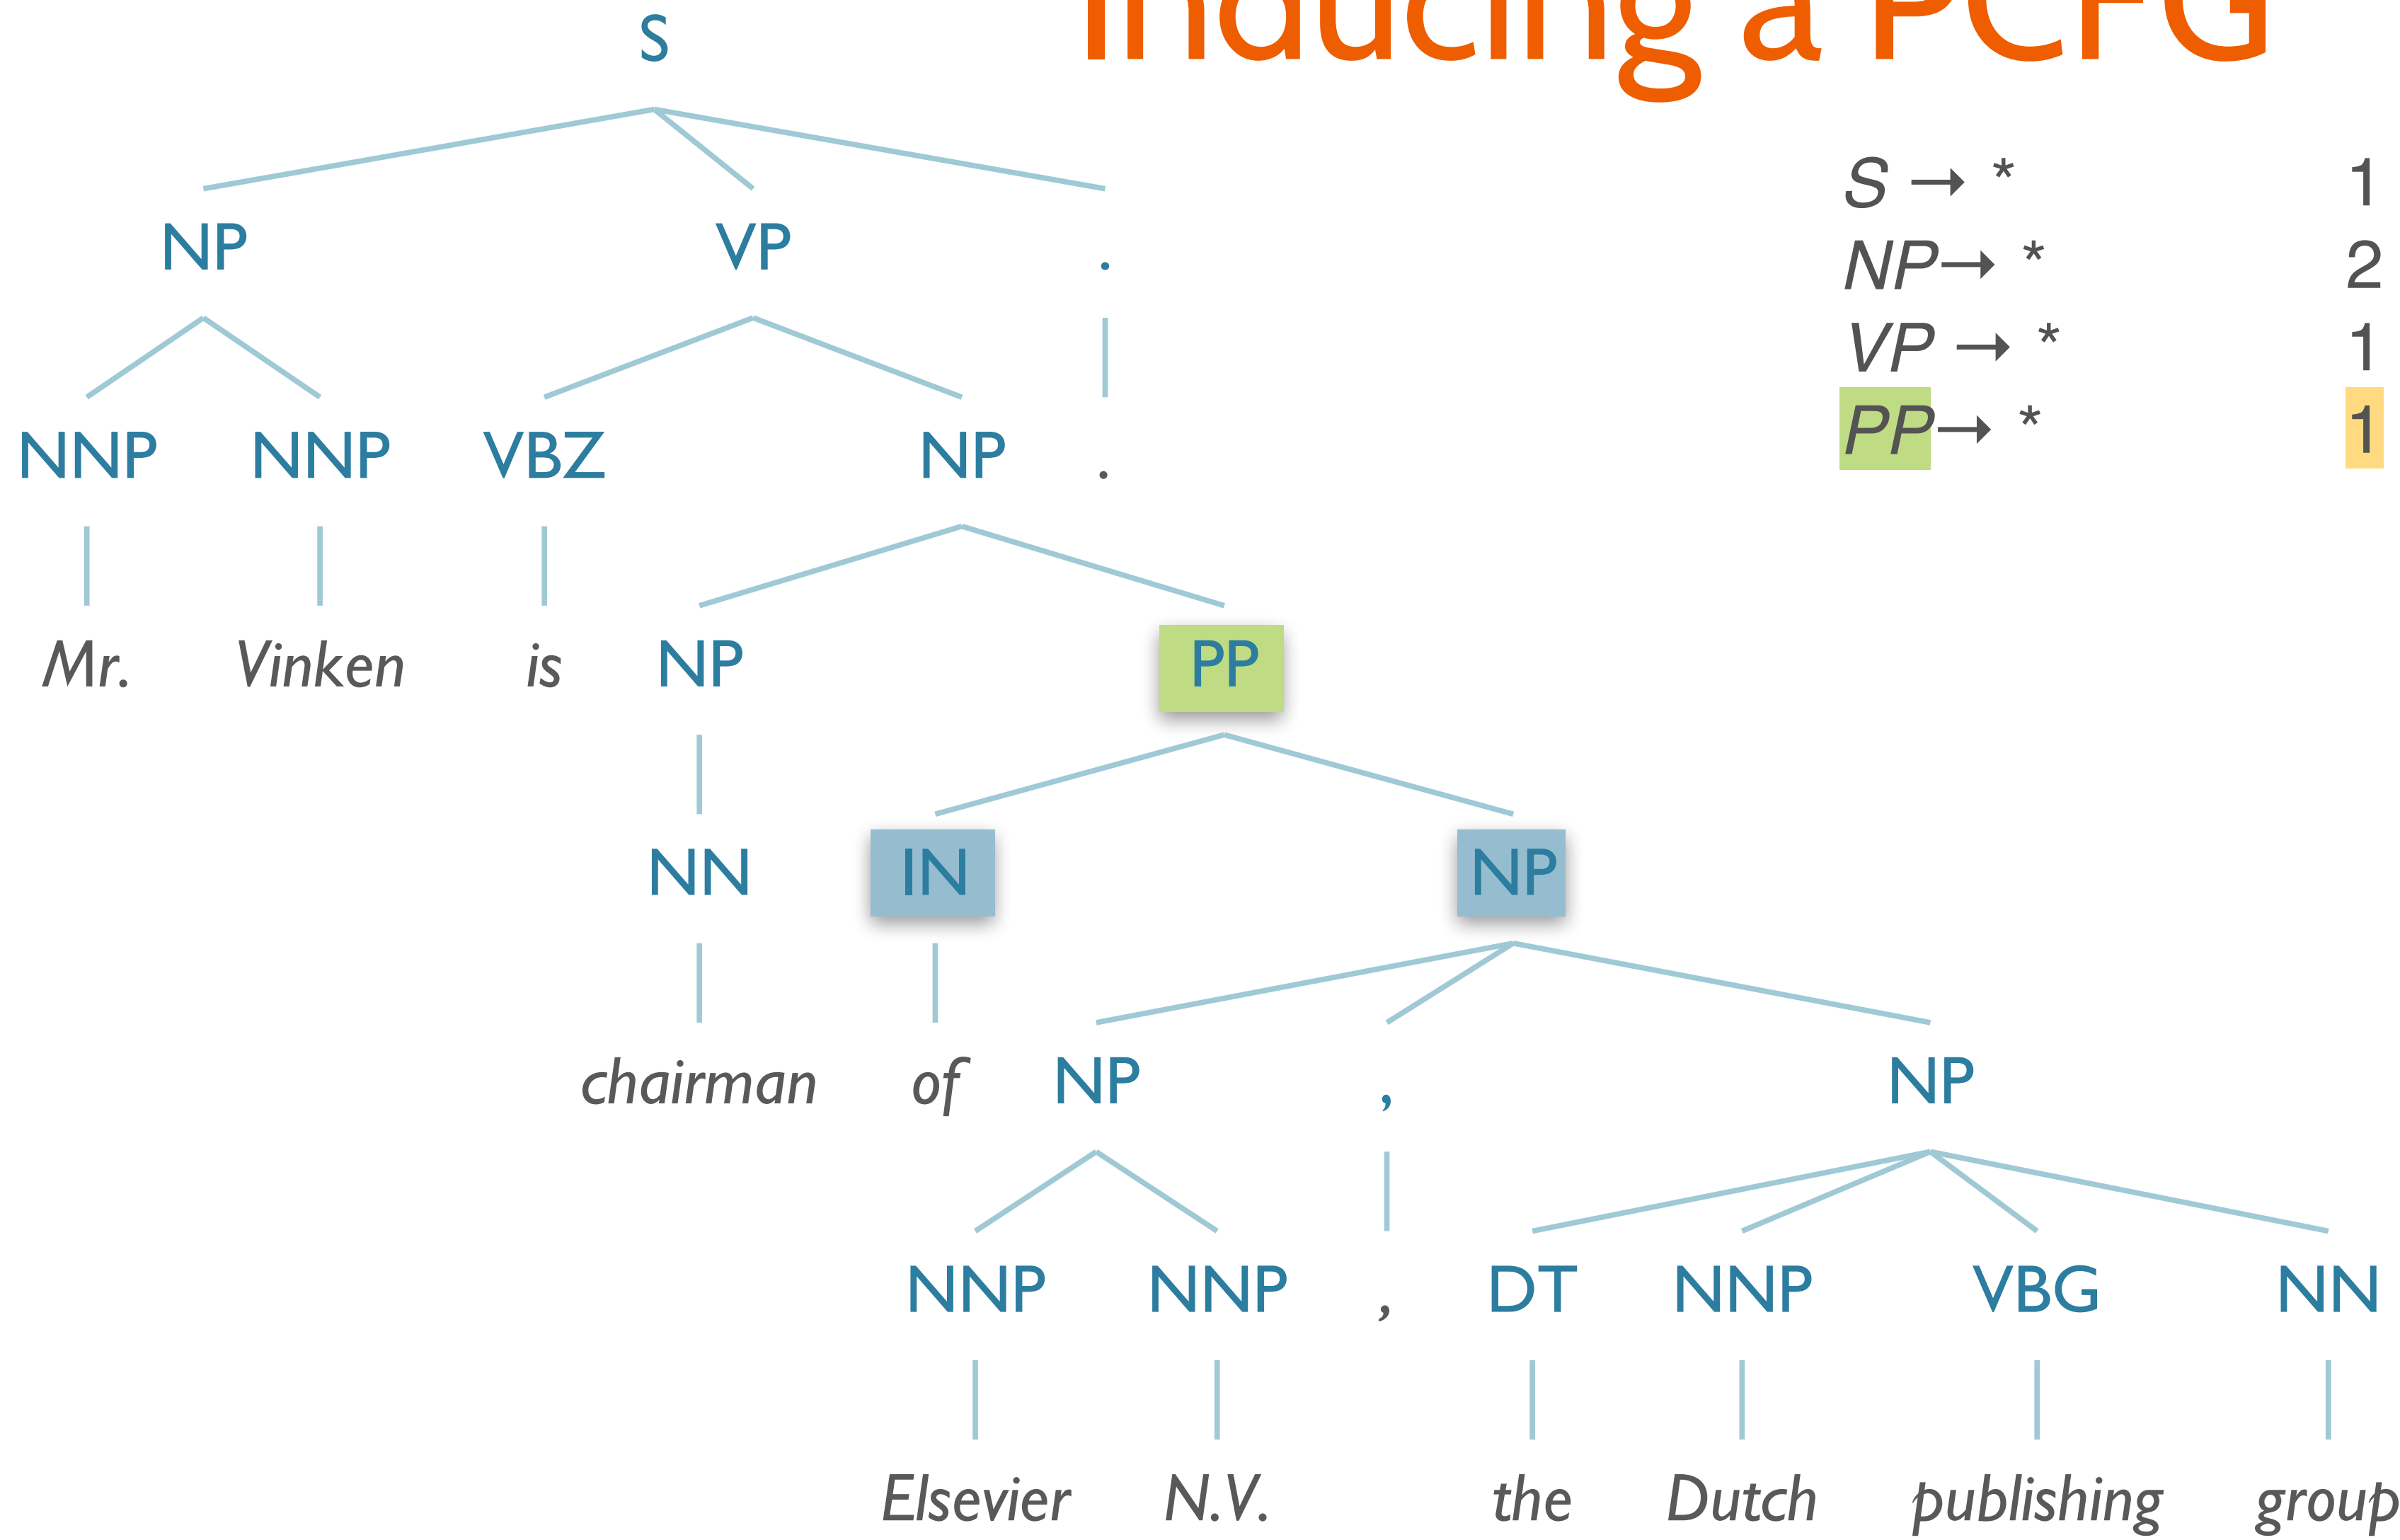 Inducing a PCFG
S
S → * 1
NP → * 2
VP → * 1
PP → * 1
NP VP .
NNP NNP VBZ NP .
Mr. Vinken is NP PP
NN IN NP
chairman of NP , NP
NNP NNP , DT NNP VBG NN
Elsevier N.V. the Dutch publishing group